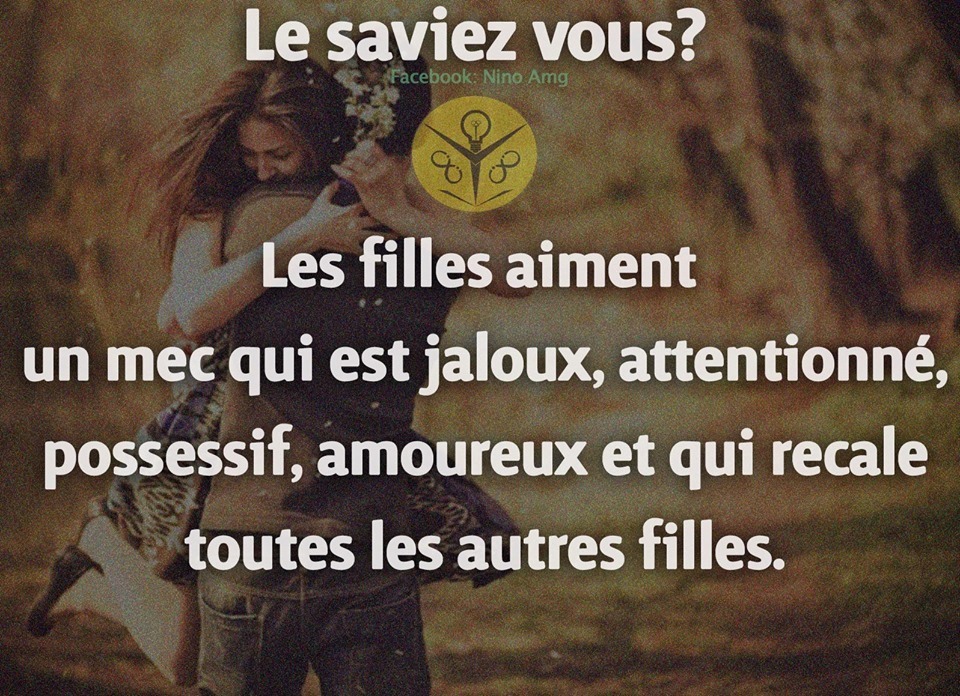 Le saviez vous?
Facebook: Nino Amg
Les filles aiment
un mec qui est jaloux, attentionné,
possessif, amoureux et qui recale
toutes les autres filles.